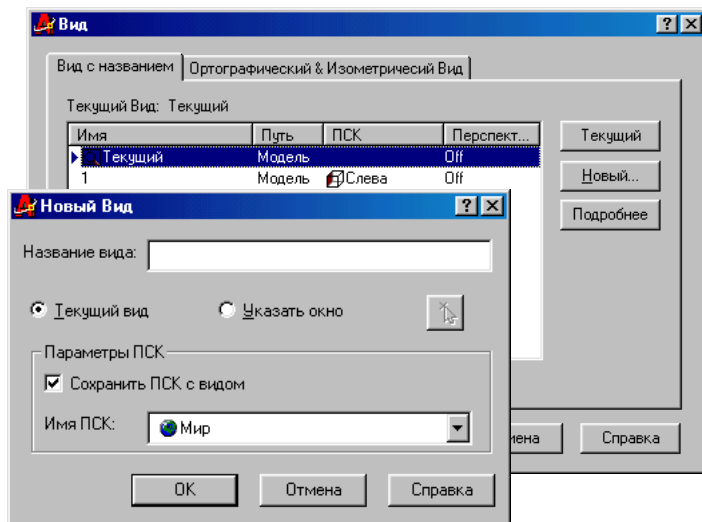 Вид
Вид с названием
Ортографический & Изометричесий Вид
Текущий Вид: Текущий
Имя Путь ПСК Перспект...
Текущий Модель Off
1 Модель Слева Off
Текущий
Новый...
Подробнее
Новый Вид
Название вида:
Текущий вид Указать окно
Параметры ПСК
Сохранить ПСК с видом
Имя ПСК: Мир
OK Отмена Справка
Справка